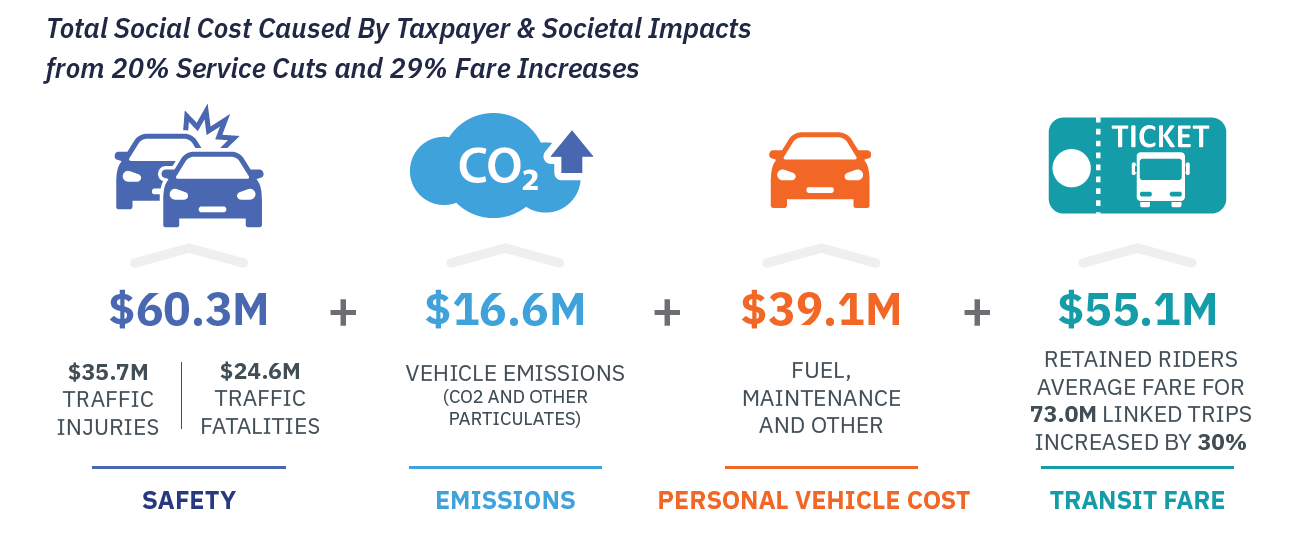 Total Social Cost Caused By Taxpayer & Societal Impacts
from 20% Service Cuts and 29% Fare Increases
CO2
TICKET
$60.3M
+
$16.6M
+
$39.1M
+
$55.1M
$35.7M
TRAFFIC
INJURIES
$24.6M
TRAFFIC
FATALITIES
VEHICLE EMISSIONS
(CO2 AND OTHER
PARTICULATES)
FUEL,
MAINTENANCE
AND OTHER
RETAINED RIDERS
AVERAGE FARE FOR
73.0M LINKED TRIPS
INCREASED BY 30%
SAFETY
EMISSIONS
PERSONAL VEHICLE COST
TRANSIT FARE